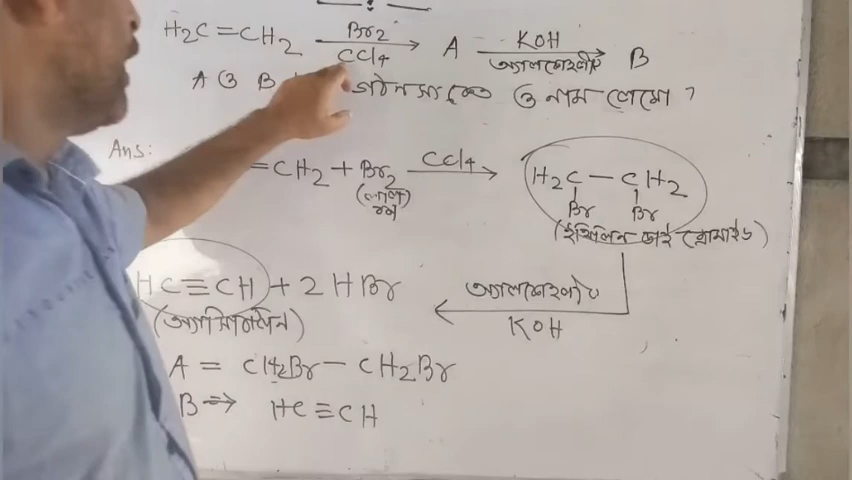 H₂C=CH₂ Br₂ CCl₄ → A KOH অ্যালকোহলীয় → B
A ও B গঠন সংকেত ও নাম লেখো ?
Ans:
=CH₂ + Br₂ CCl₄ → H₂C — CH₂
(লাল বর্ণ) Br Br
(ইথিলিন ডাই ব্রোমাইড)
HC≡CH + 2HBr ← অ্যালকোহলীয় KOH
(অ্যাসিটিলিন)
A = CH₂Br — CH₂Br
B ⇒ HC≡CH